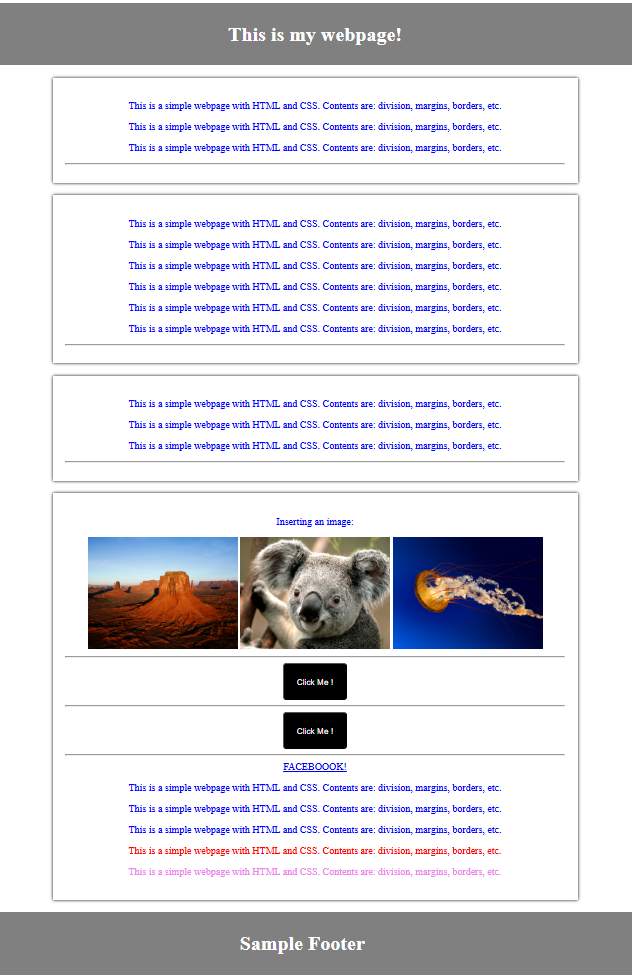 This is my webpage!
This is a simple webpage with HTML and CSS. Contents are: division, margins, borders, etc.
This is a simple webpage with HTML and CSS. Contents are: division, margins, borders, etc.
This is a simple webpage with HTML and CSS. Contents are: division, margins, borders, etc.
This is a simple webpage with HTML and CSS. Contents are: division, margins, borders, etc.
This is a simple webpage with HTML and CSS. Contents are: division, margins, borders, etc.
This is a simple webpage with HTML and CSS. Contents are: division, margins, borders, etc.
This is a simple webpage with HTML and CSS. Contents are: division, margins, borders, etc.
This is a simple webpage with HTML and CSS. Contents are: division, margins, borders, etc.
This is a simple webpage with HTML and CSS. Contents are: division, margins, borders, etc.
This is a simple webpage with HTML and CSS. Contents are: division, margins, borders, etc.
This is a simple webpage with HTML and CSS. Contents are: division, margins, borders, etc.
This is a simple webpage with HTML and CSS. Contents are: division, margins, borders, etc.
Inserting an image:
Click Me !
Click Me !
FACEBOOOK!
This is a simple webpage with HTML and CSS. Contents are: division, margins, borders, etc.
This is a simple webpage with HTML and CSS. Contents are: division, margins, borders, etc.
This is a simple webpage with HTML and CSS. Contents are: division, margins, borders, etc.
This is a simple webpage with HTML and CSS. Contents are: division, margins, borders, etc.
This is a simple webpage with HTML and CSS. Contents are: division, margins, borders, etc.
Sample Footer